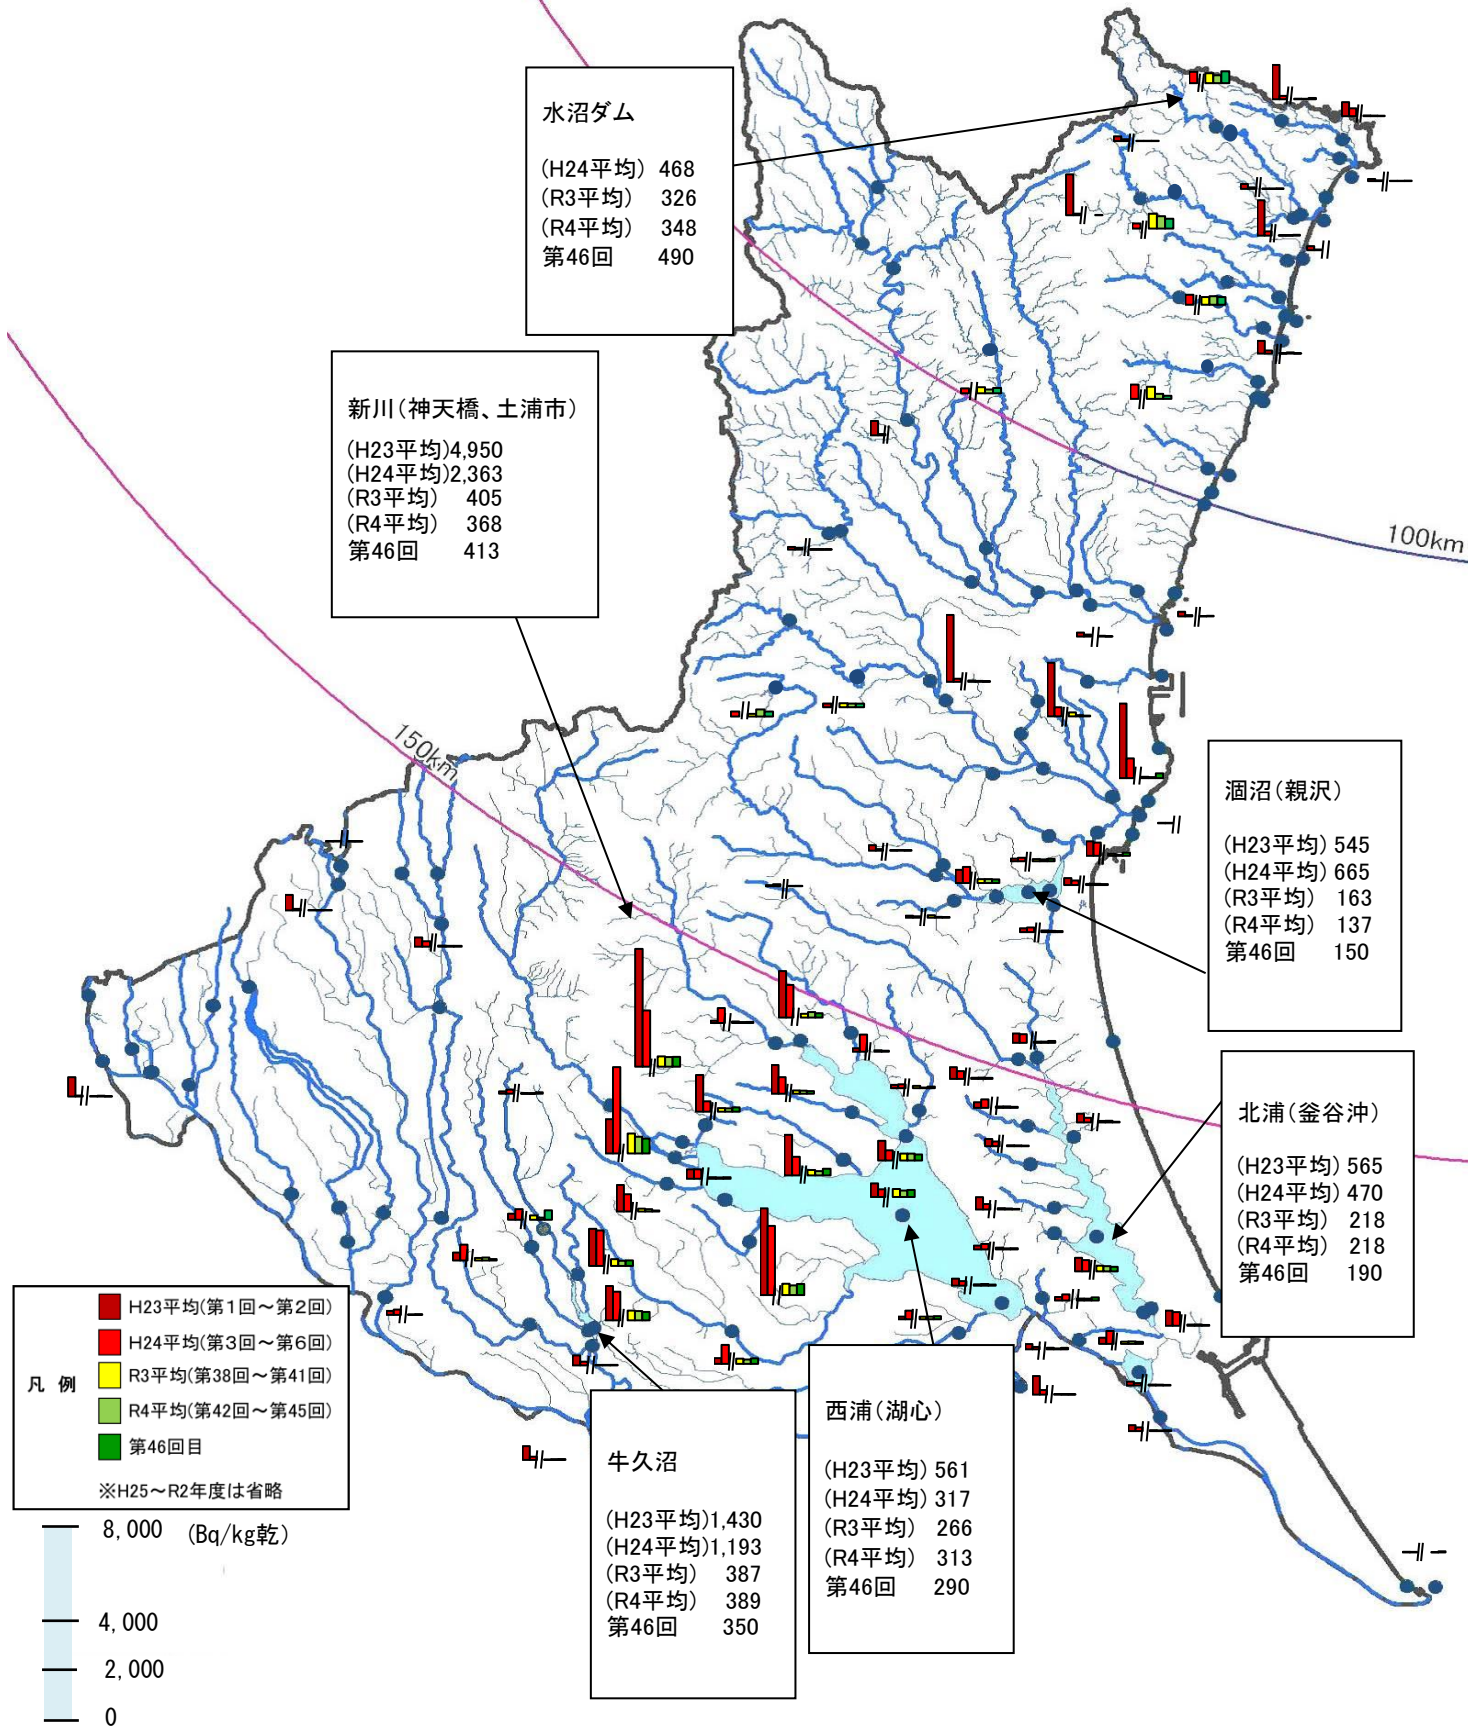 水沼ダム
(H24平均) 468
(R3平均) 326
(R4平均) 348
第46回 490
新川(神天橋、土浦市)
(H23平均)4,950
(H24平均)2,363
(R3平均) 405
(R4平均) 368
第46回 413
100km
150km
涸沼(親沢)
(H23平均) 545
(H24平均) 665
(R3平均) 163
(R4平均) 137
第46回 150
北浦(釜谷沖)
(H23平均) 565
(H24平均) 470
(R3平均) 218
(R4平均) 218
第46回 190
西浦(湖心)
(H23平均) 561
(H24平均) 317
(R3平均) 266
(R4平均) 313
第46回 290
牛久沼
(H23平均)1,430
(H24平均)1,193
(R3平均) 387
(R4平均) 389
第46回 350
凡 例
H23平均(第1回～第2回)
H24平均(第3回～第6回)
R3平均(第38回～第41回)
R4平均(第42回～第45回)
第46回目
※H25～R2年度は省略
8,000 (Bq/kg乾)
4,000
2,000
0